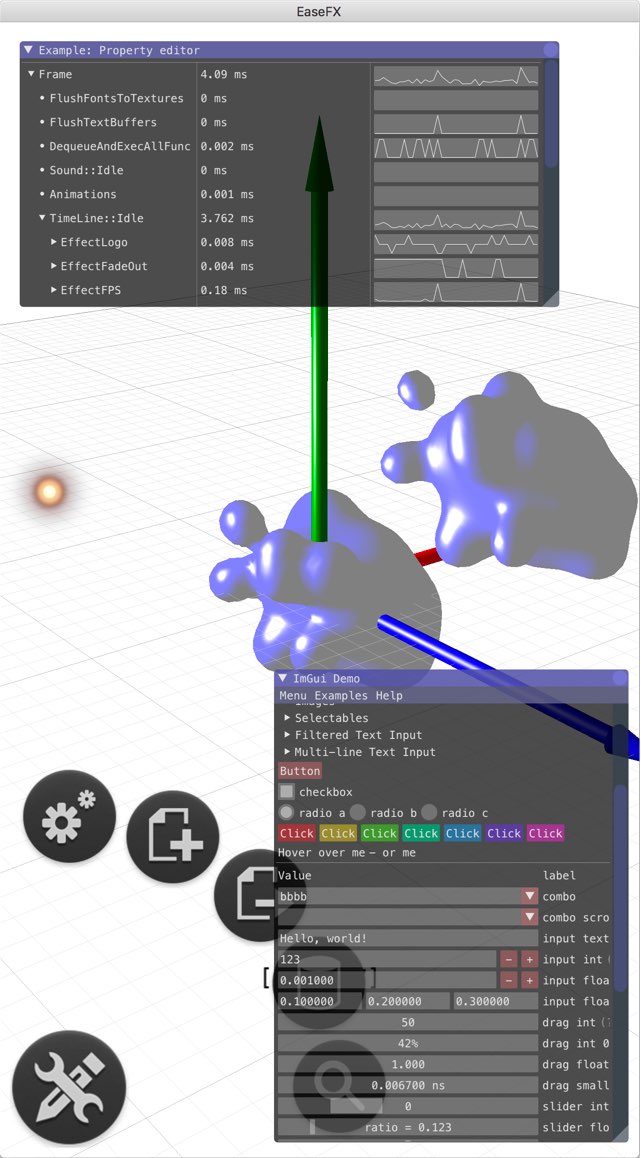 EaseFX
Example: Property editor
Frame 4.09 ms
FlushFontsToTextures 0 ms
FlushTextBuffers 0 ms
DequeueAndExecAllFunc 0.002 ms
Sound::Idle 0 ms
Animations 0.001 ms
TimeLine::Idle 3.762 ms
EffectLogo 0.008 ms
EffectFadeOut 0.004 ms
EffectFPS 0.18 ms
ImGui Demo
Menu Examples Help
Images
Selectables
Filtered Text Input
Multi-line Text Input
Button
checkbox
radio a radio b radio c
Click Click Click Click Click Click Click
Hover over me - or me
Value label
bbbb combo
combo scro
Hello, world! input text
123 - + input int (
[ 0.001000 ] - + input floa
0.100000 0.200000 0.300000 input floa
50 drag int (?
42% drag int 0
1.000 drag float
0.006700 ns drag small
0 slider int
ratio = 0.123 slider flo